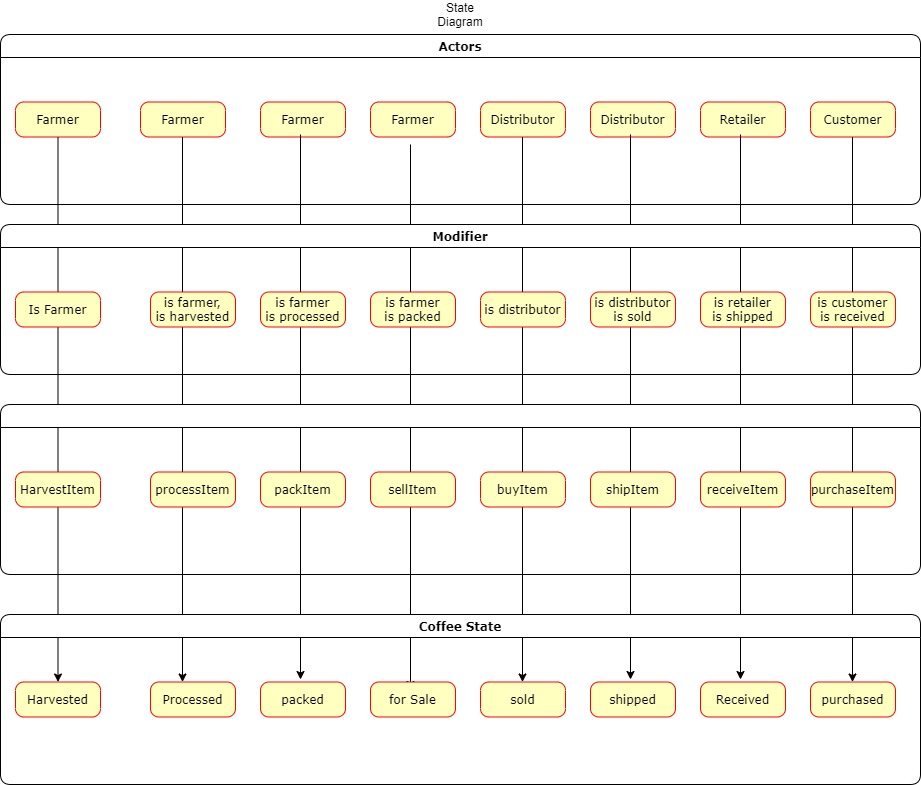 State
Diagram
Actors
Farmer
Farmer
Farmer
Farmer
Distributor
Distributor
Retailer
Customer
Modifier
Is Farmer
is farmer,
is harvested
is farmer
is processed
is farmer
is packed
is distributor
is distributor
is sold
is retailer
is shipped
is customer
is received
HarvestItem
processItem
packItem
sellItem
buyItem
shipItem
receiveItem
purchaseItem
Coffee State
Harvested
Processed
packed
for Sale
sold
shipped
Received
purchased